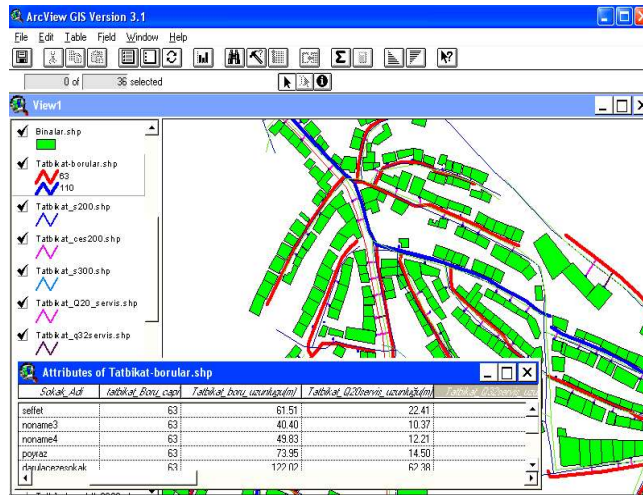 ArcView GIS Version 3.1
File Edit Table Field Window Help
0 of 36 selected
View1
Binalar.shp
Tatbikat-borular.shp
63
110
Tatbikat_s200.shp
Tatbikat_ces200.shp
Tatbikat_s300.shp
Tatbikat_Q20_servis.shp
Tatbikat_q32servis.shp
Attributes of Tatbikat-borular.shp
Sokak_Adi tatbikat_Boru_capi Tatbikat_boru_uzunluğu(m) Tatbikat_Q20servis_uzunluğu(m)
seffet 63 61.51 22.41
noname3 63 40.40 10.37
noname4 63 49.83 12.21
poyraz 63 73.95 14.50
darulacezesokak 63 122.02 62.38